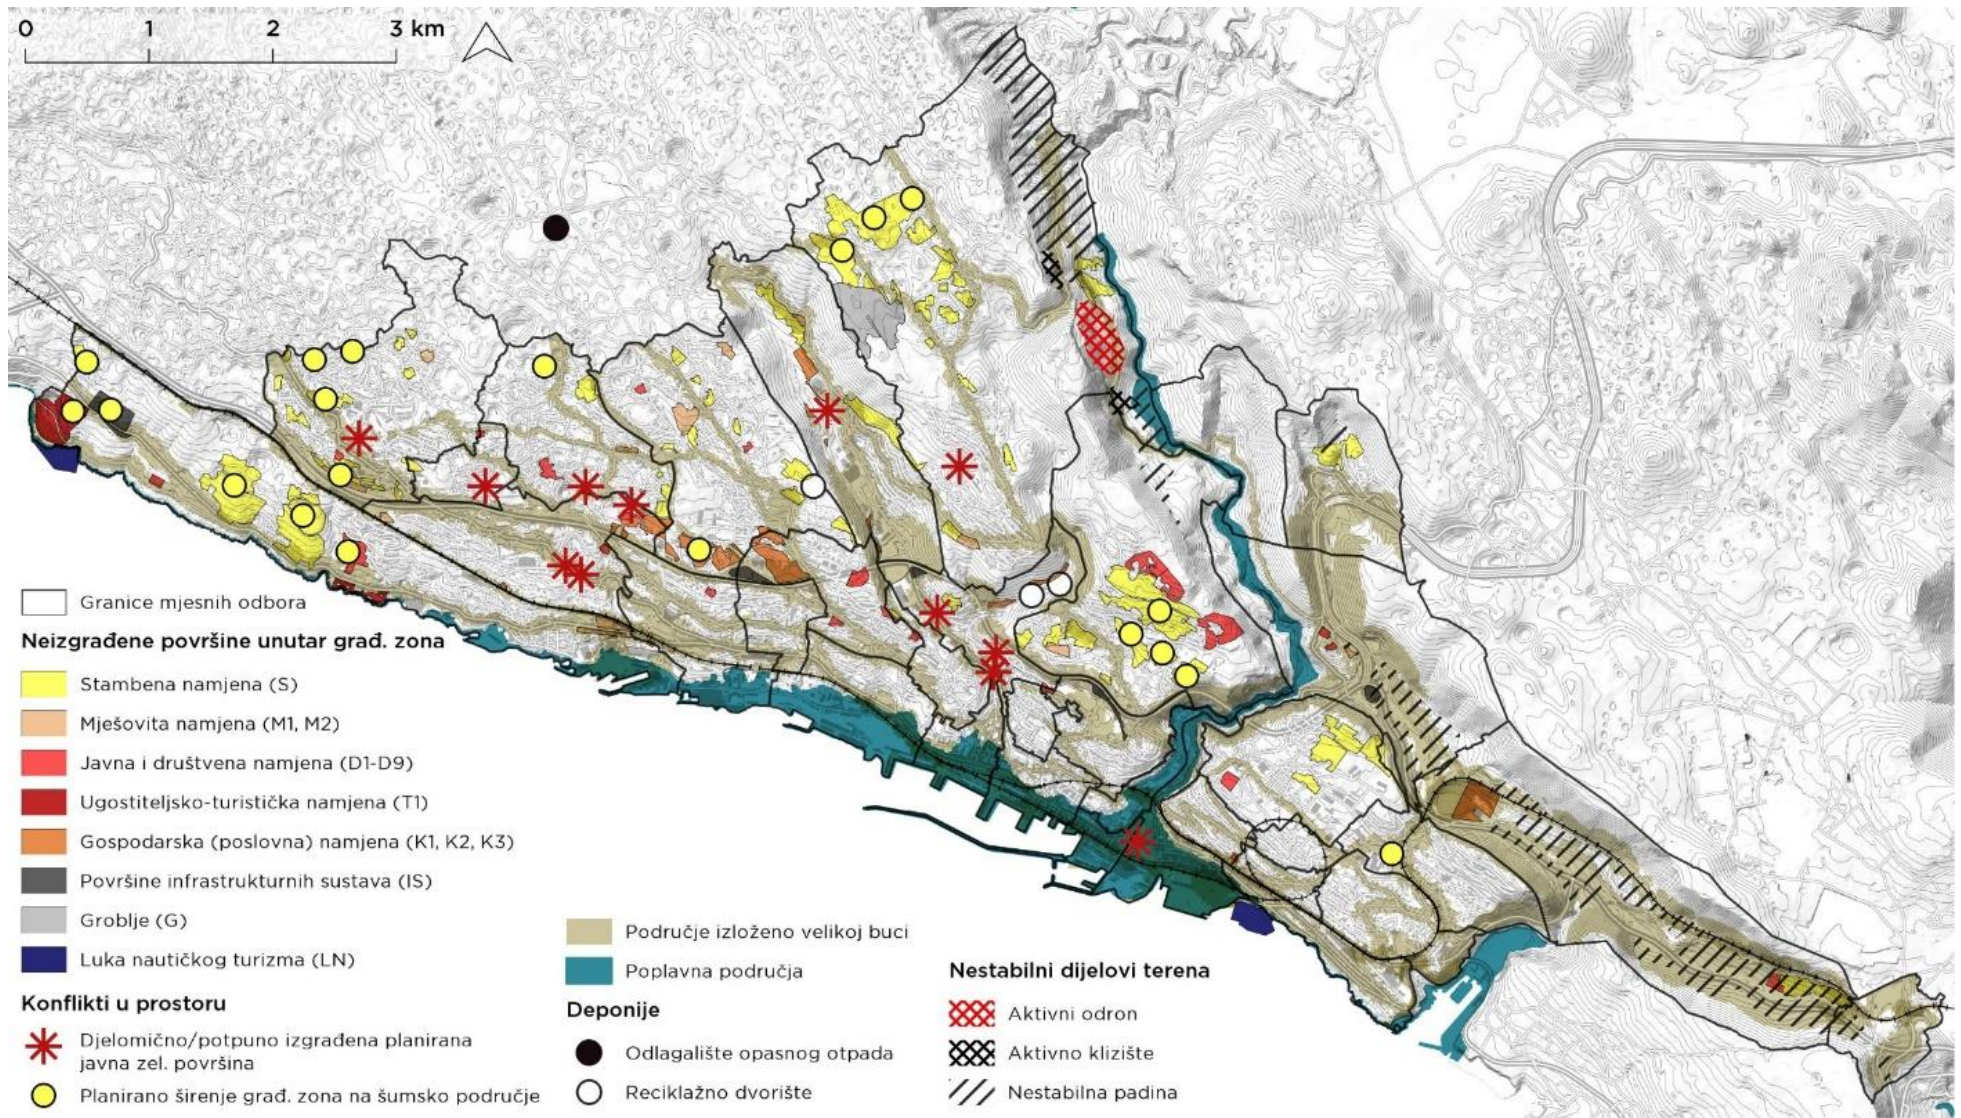 0 1 2 3 km
Granice mjesnih odbora
Neizgrađene površine unutar građ. zona
Stambena namjena (S)
Mješovita namjena (M1, M2)
Javna i društvena namjena (D1-D9)
Ugostiteljsko-turistička namjena (T1)
Gospodarska (poslovna) namjena (K1, K2, K3)
Površine infrastrukturnih sustava (IS)
Groblje (G)
Luka nautičkog turizma (LN)
Konflikti u prostoru
Djelomično/potpuno izgrađena planirana
javna zel. površina
Planirano širenje građ. zona na šumsko područje
Područje izloženo velikoj buci
Poplavna područja
Deponije
Odlagalište opasnog otpada
Reciklažno dvorište
Nestabilni dijelovi terena
Aktivni odron
Aktivno klizište
Nestabilna padina